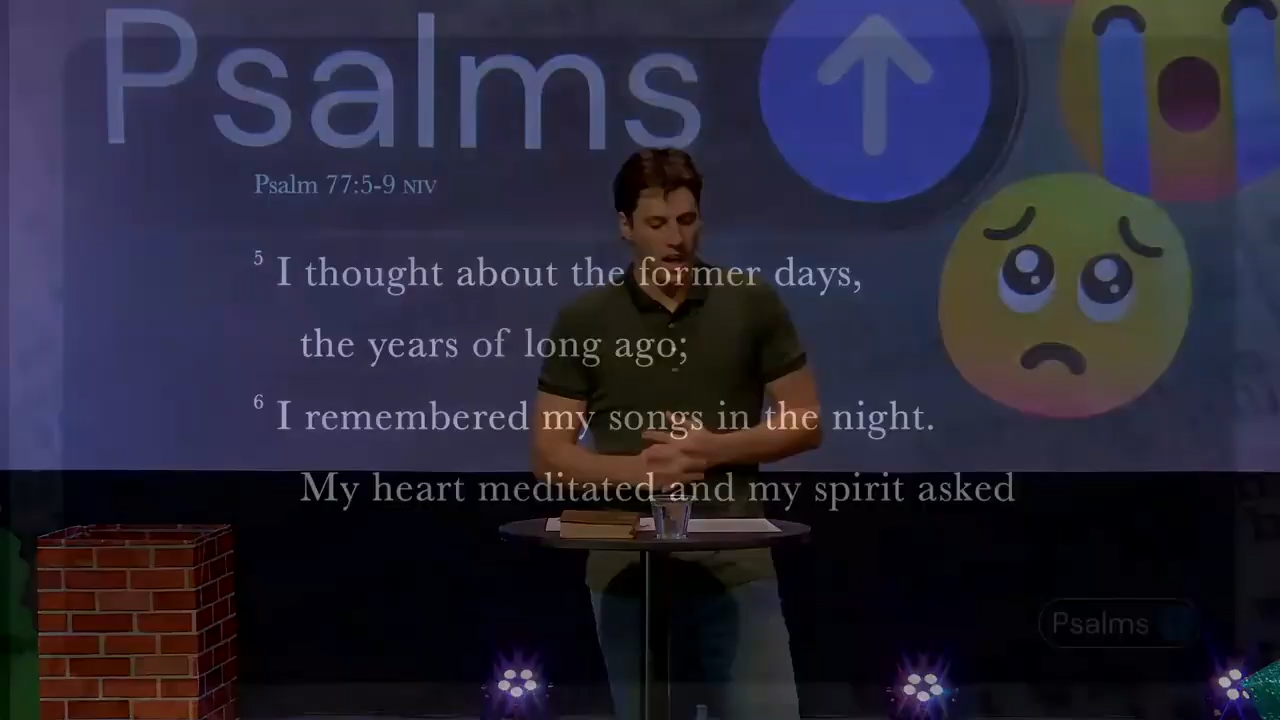 Psalms
Psalm 77:5-9 NIV
5 I thought about the former days,
the years of long ago;
6 I remembered my songs in the night.
My heart meditated and my spirit asked
Psalms